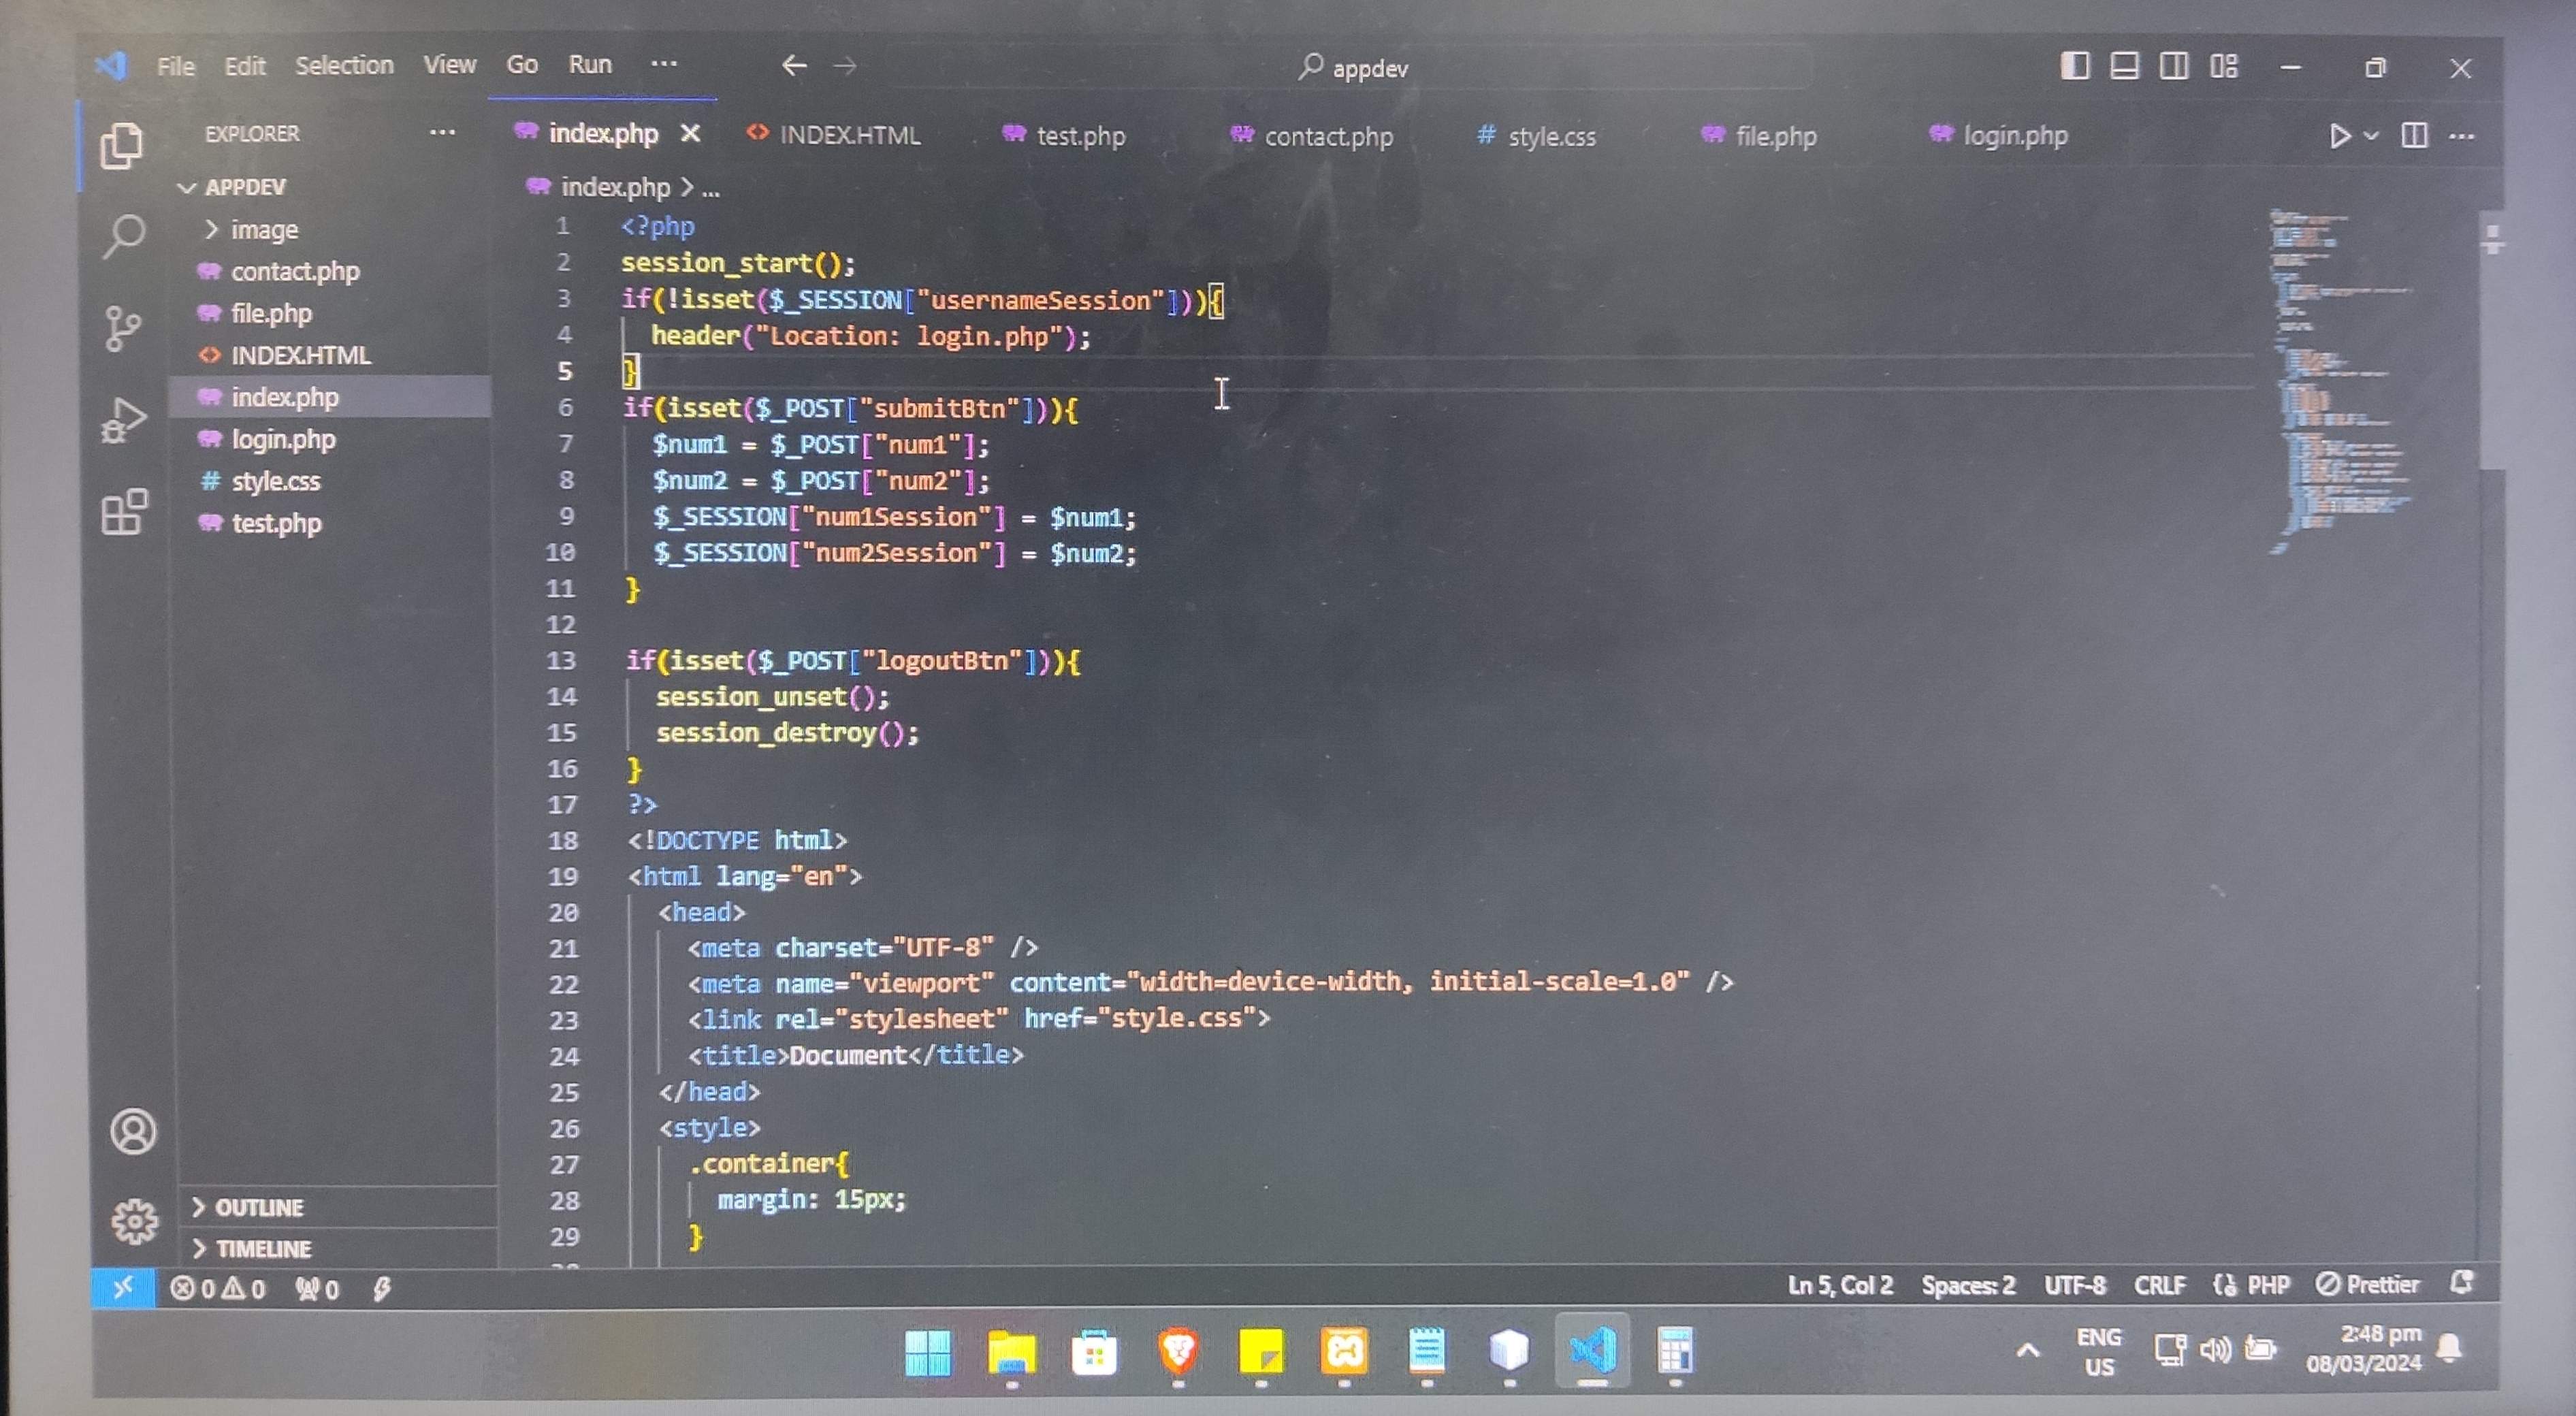 File Edit Selection View Go Run ... appdev
EXPLORER ...
APPDEV
image
contact.php
file.php
INDEX.HTML
index.php
login.php
style.css
test.php
OUTLINE
TIMELINE
index.php INDEX.HTML test.php contact.php style.css file.php login.php
index.php > ...
1 <?php
2 session_start();
3 if(!isset($_SESSION["usernameSession"])){
4 header("Location: login.php");
5 }
6 if(isset($_POST["submitBtn"])){
7 $num1 = $_POST["num1"];
8 $num2 = $_POST["num2"];
9 $_SESSION["num1Session"] = $num1;
10 $_SESSION["num2Session"] = $num2;
11 }
12
13 if(isset($_POST["logoutBtn"])){
14 session_unset();
15 session_destroy();
16 }
17 ?>
18 <!DOCTYPE html>
19 <html lang="en">
20 <head>
21 <meta charset="UTF-8" />
22 <meta name="viewport" content="width=device-width, initial-scale=1.0" />
23 <link rel="stylesheet" href="style.css">
24 <title>Document</title>
25 </head>
26 <style>
27 .container{
28 margin: 15px;
29 }
0 0 0 Ln 5, Col 2 Spaces: 2 UTF-8 CRLF PHP Prettier
ENG
US
2:48 pm
08/03/2024